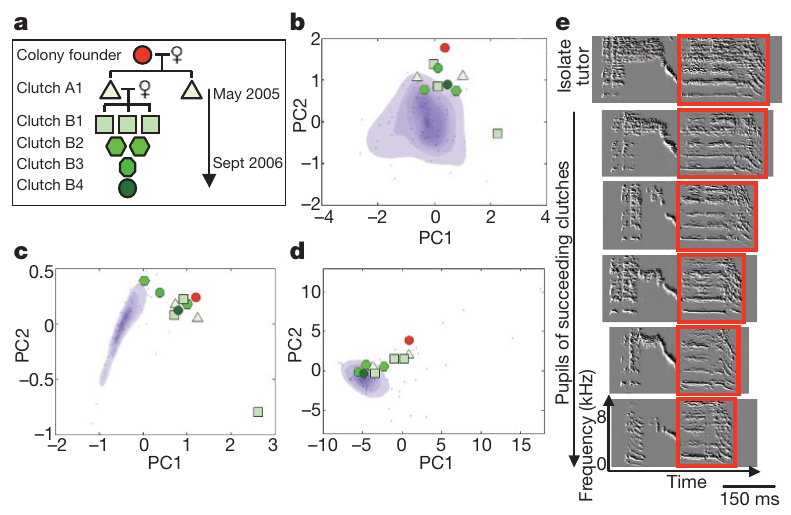 a
Colony founder
♀
Clutch A1
♀
May 2005
Clutch B1
Clutch B2
Clutch B3
Sept 2006
Clutch B4
b
2
1
0
−1
−2
PC2
−4
−2
0
2
4
PC1
c
0.5
0
−0.5
−1
PC2
−2
−1
0
1
2
3
PC1
d
10
5
0
−5
PC2
−10
−5
0
5
10
15
PC1
e
Isolate
tutor
Pupils of succeeding clutches
Frequency (kHz)
8
0
Time
150 ms